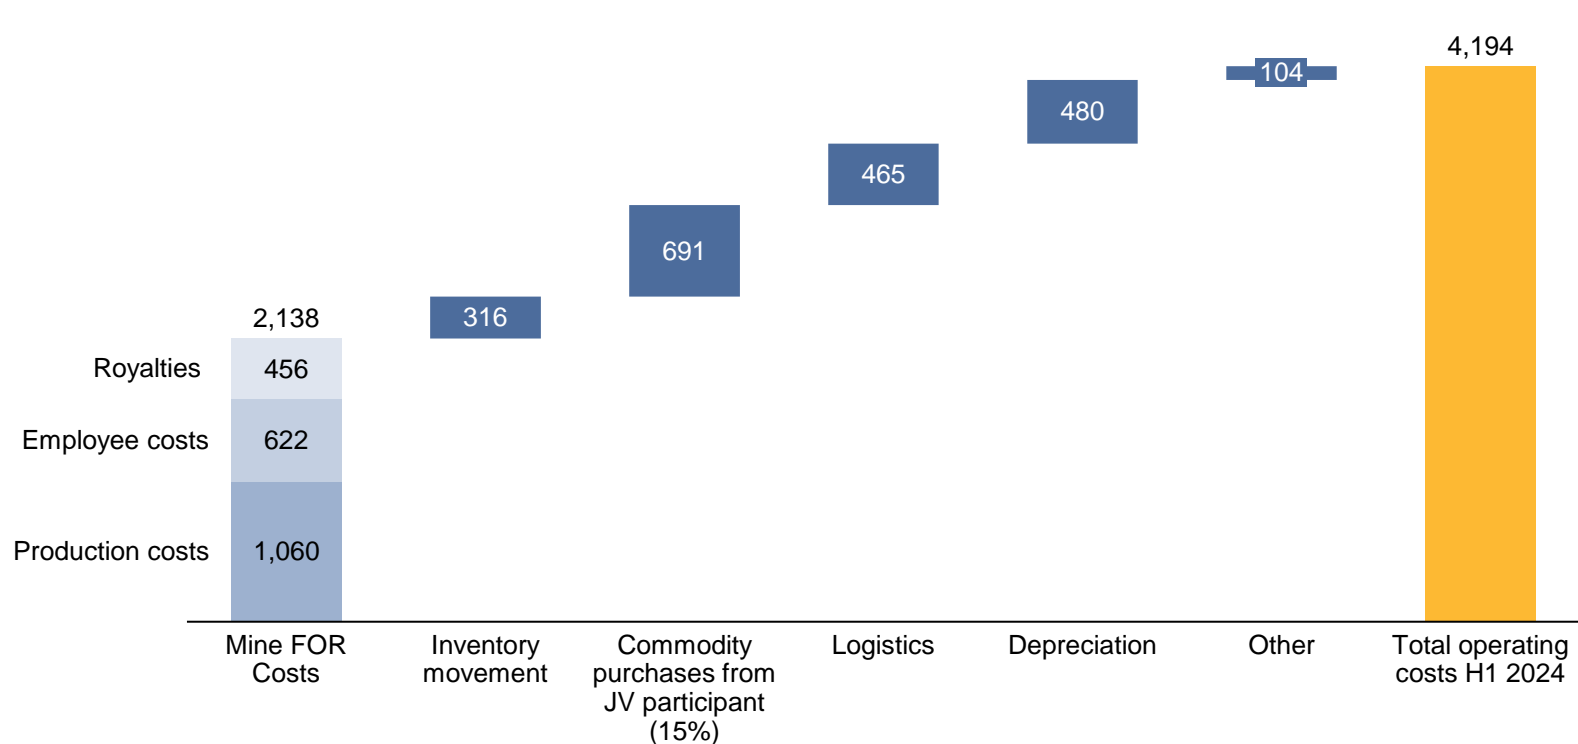 4,194
104
480
465
691
316
2,138
Royalties 456
Employee costs 622
Production costs 1,060
Mine FOR
Costs
Inventory
movement
Commodity
purchases from
JV participant
(15%)
Logistics
Depreciation
Other
Total operating
costs H1 2024